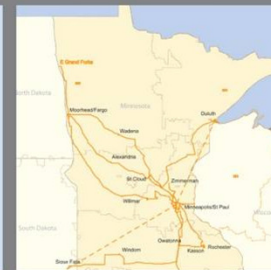 E Grand Forks
North Dakota
Moorhead/Fargo
Minnesota
Duluth
Wadena
Alexandria
St Cloud
Zimmerman
Willmar
Minneapolis/St Paul
South Dakota
Owatonna
Rochester
Kasson
Windom
Sioux Falls